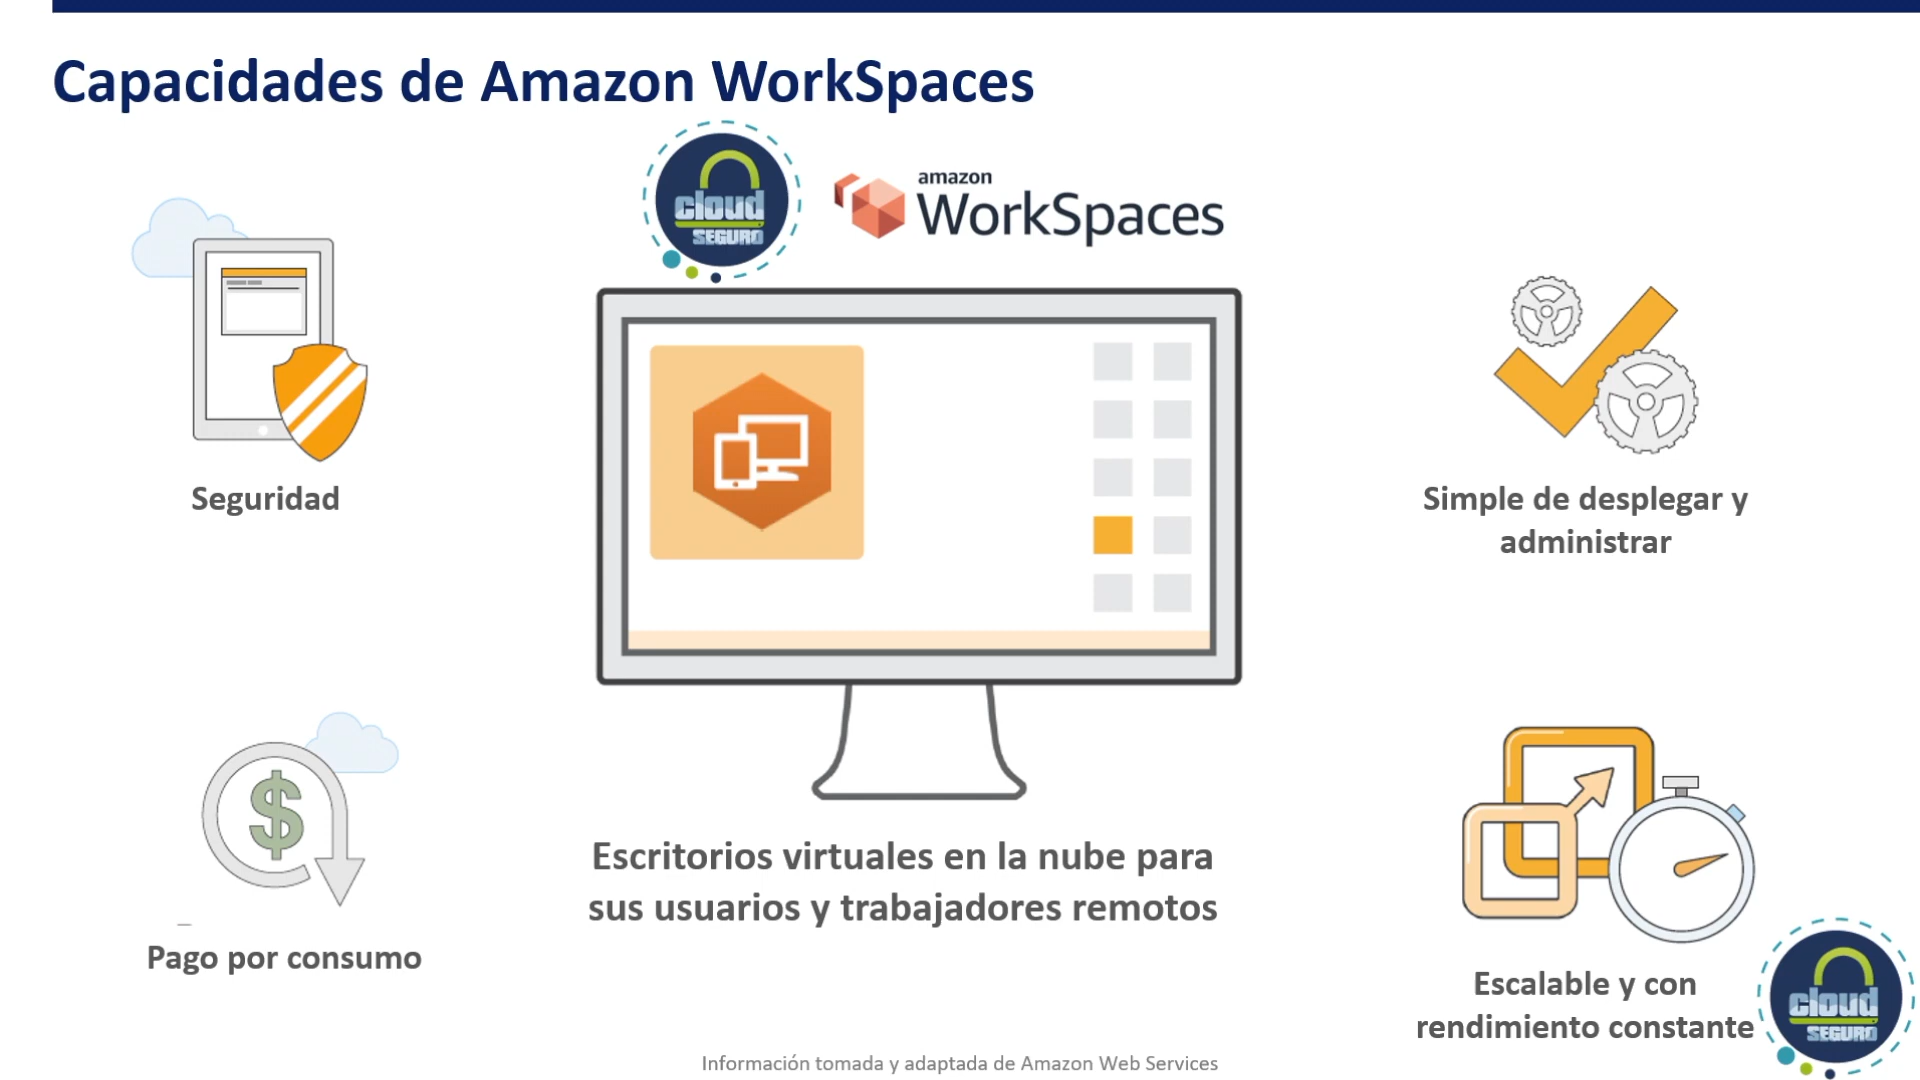 Capacidades de Amazon WorkSpaces
cloud
SEGURO
amazon
WorkSpaces
Seguridad
Simple de desplegar y
administrar
Escritorios virtuales en la nube para
sus usuarios y trabajadores remotos
Pago por consumo
Escalable y con
rendimiento constante
cloud
SEGURO
Información tomada y adaptada de Amazon Web Services